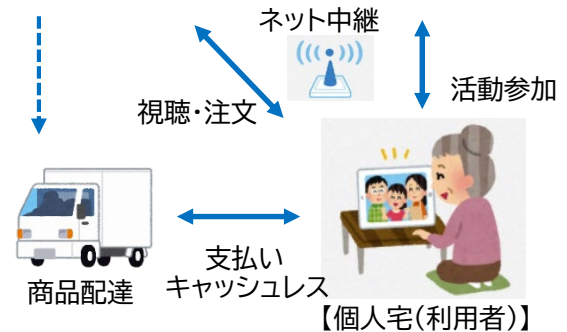 ネット中継
視聴・注文
活動参加
支払い
キャッシュレス
商品配達
【個人宅(利用者)】